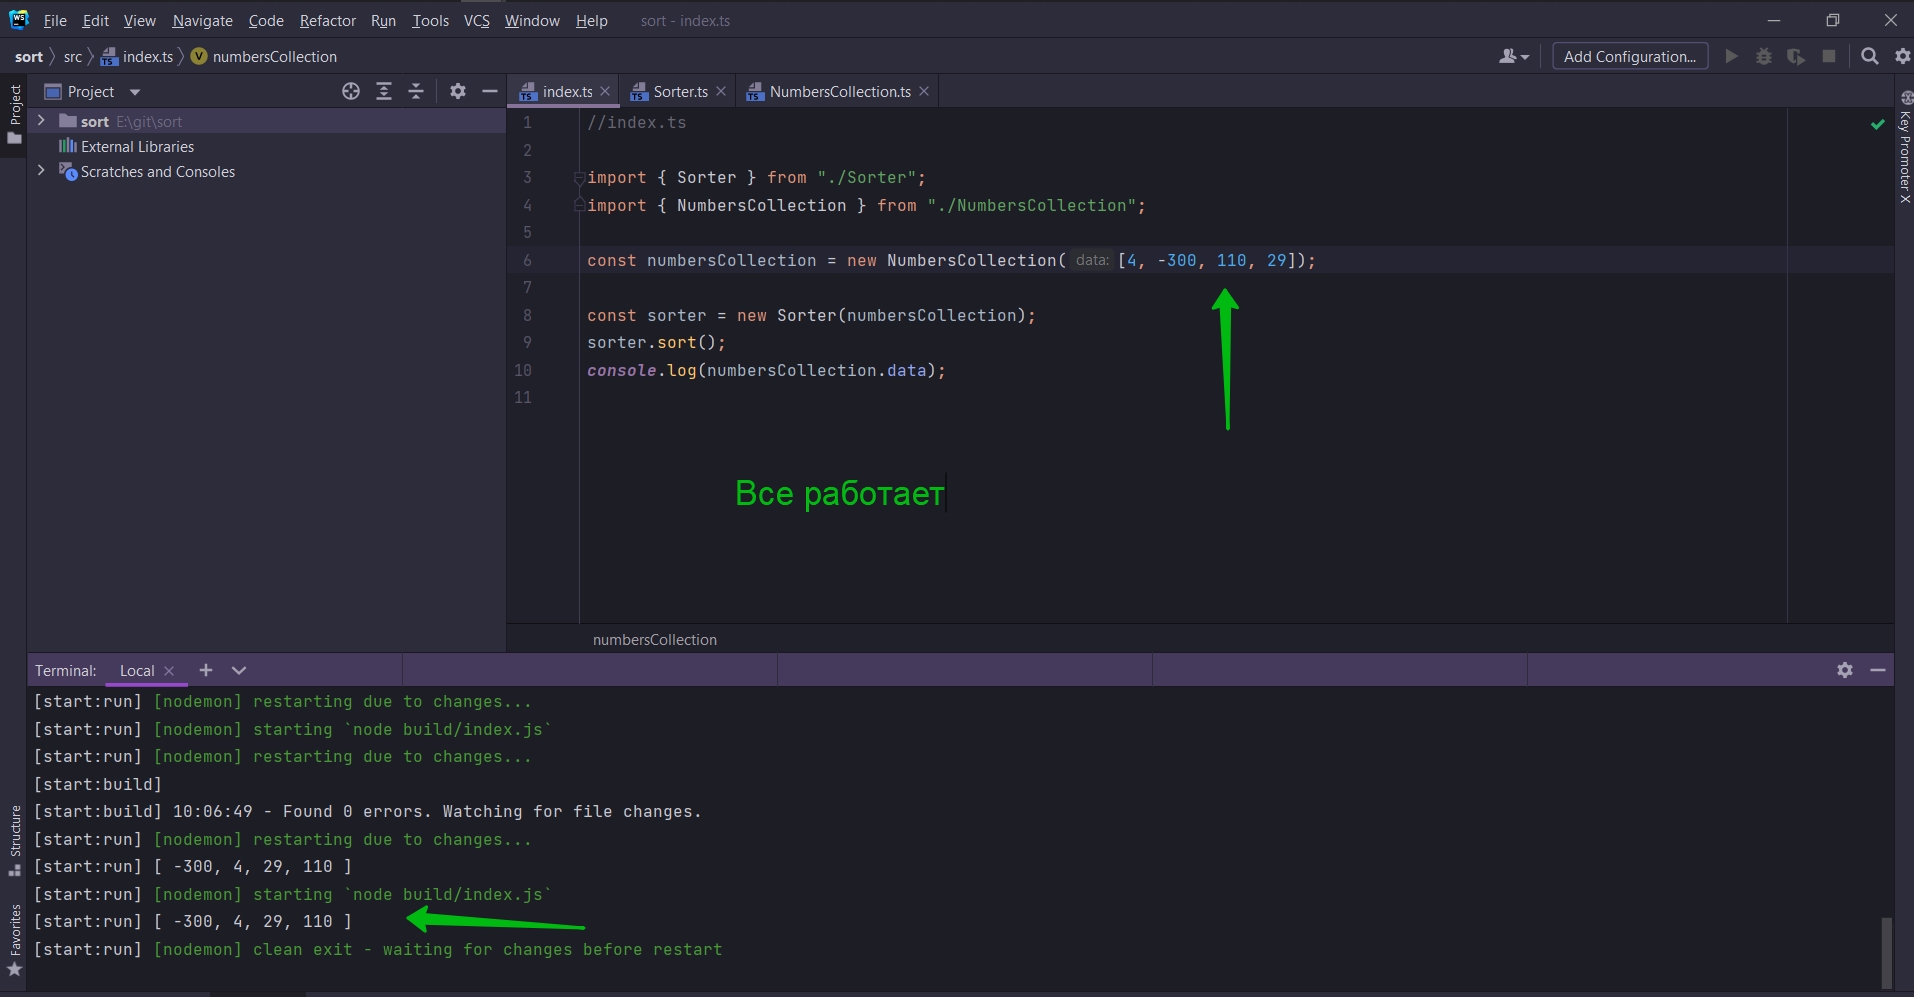 File Edit View Navigate Code Refactor Run Tools VCS Window Help sort - index.ts
sort src index.ts numbersCollection Add Configuration...
Project
Project
sort E:\git\sort
External Libraries
Scratches and Consoles
index.ts Sorter.ts NumbersCollection.ts
1 //index.ts
2
3 import { Sorter } from "./Sorter";
4 import { NumbersCollection } from "./NumbersCollection";
5
6 const numbersCollection = new NumbersCollection( data: [4, -300, 110, 29]);
7
8 const sorter = new Sorter(numbersCollection);
9 sorter.sort();
10 console.log(numbersCollection.data);
11
Все работает
numbersCollection
Key Promoter X
Terminal: Local
[start:run] [nodemon] restarting due to changes...
[start:run] [nodemon] starting `node build/index.js`
[start:run] [nodemon] restarting due to changes...
[start:build]
[start:build] 10:06:49 - Found 0 errors. Watching for file changes.
[start:run] [nodemon] restarting due to changes...
[start:run] [ -300, 4, 29, 110 ]
[start:run] [nodemon] starting `node build/index.js`
[start:run] [ -300, 4, 29, 110 ]
[start:run] [nodemon] clean exit - waiting for changes before restart
Structure
Favorites